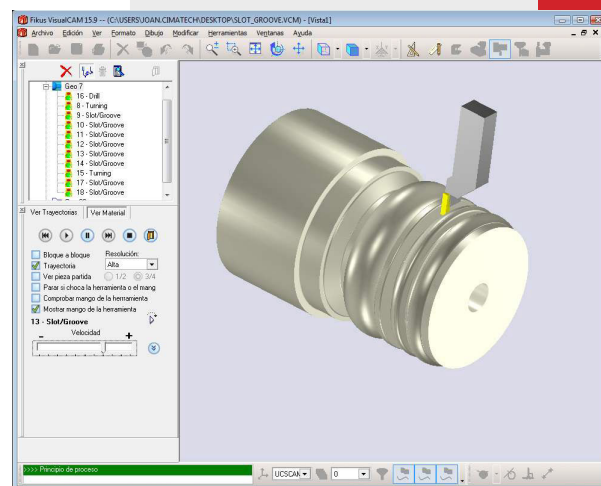 Fikus VisualCAM 15.9 -- (C:\USERS\JOAN.CIMATECH\DESKTOP\SLOT_GROOVE.VCM) - [Vista1]
Archivo Edición Ver Formato Dibujo Modificar Herramientas Ventanas Ayuda
Geo 7
16 - Drill
8 - Turning
9 - Slot/Groove
10 - Slot/Groove
11 - Slot/Groove
12 - Slot/Groove
13 - Slot/Groove
14 - Slot/Groove
15 - Turning
17 - Slot/Groove
18 - Slot/Groove
Ver Trayectorias Ver Material
Bloque a bloque Resolución:
Trayectoria Alta
Ver pieza partida 1/2 3/4
Parar si choca la herramienta o el mang
Comprobar mango de la herramienta
Mostrar mango de la herramienta
13 - Slot/Groove
- Velocidad +
>>>> Principio de proceso
UCSCAM 0